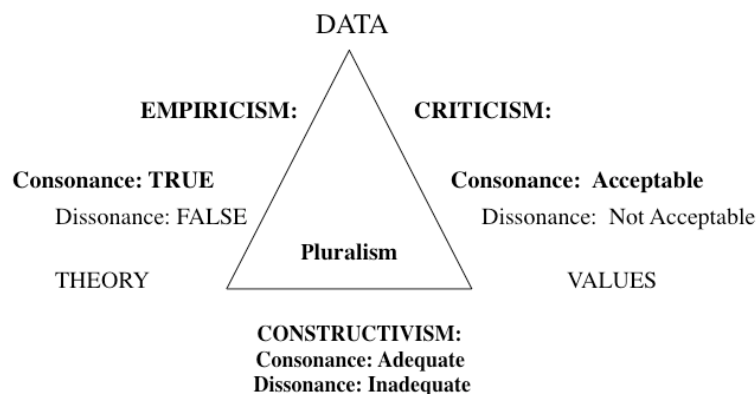 DATA
EMPIRICISM:
CRITICISM:
Consonance: TRUE
Consonance: Acceptable
Dissonance: FALSE
Dissonance: Not Acceptable
Pluralism
THEORY
VALUES
CONSTRUCTIVISM:
Consonance: Adequate
Dissonance: Inadequate